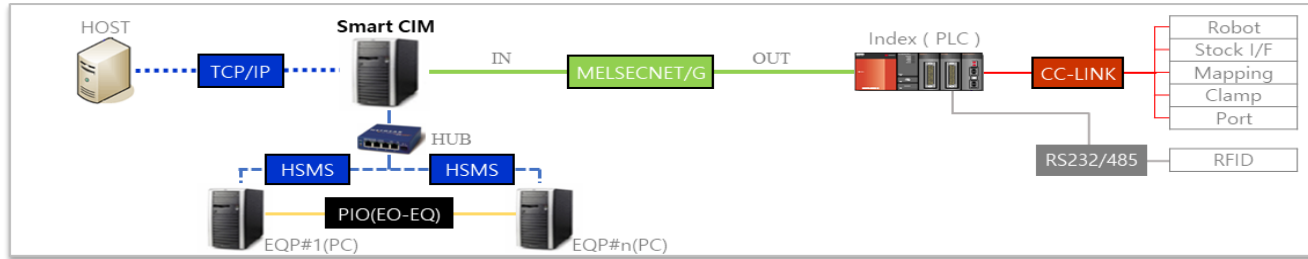 HOST
Smart CIM
TCP/IP
IN
MELSECNET/G
OUT
Index ( PLC )
CC-LINK
Robot
Stock I/F
Mapping
Clamp
Port
HUB
HSMS
HSMS
RS232/485
RFID
PIO(EO-EQ)
EQP#1(PC)
EQP#n(PC)